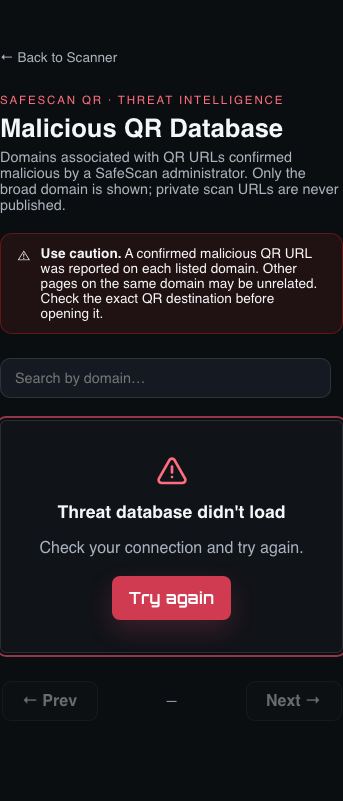 ← Back to Scanner
SAFESCAN QR · THREAT INTELLIGENCE
Malicious QR Database
Domains associated with QR URLs confirmed
malicious by a SafeScan administrator. Only the
broad domain is shown; private scan URLs are never
published.
⚠ Use caution. A confirmed malicious QR URL
was reported on each listed domain. Other
pages on the same domain may be unrelated.
Check the exact QR destination before
opening it.
Search by domain…
Threat database didn't load
Check your connection and try again.
Try again
← Prev — Next →